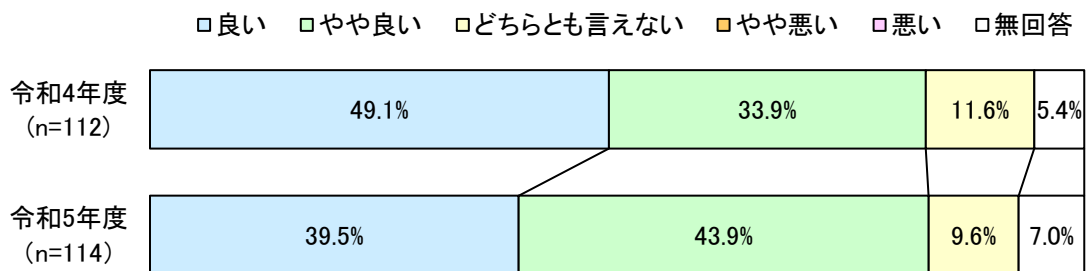 □良い □やや良い □どちらとも言えない □やや悪い □悪い □無回答
令和4年度
(n=112)
49.1% 33.9% 11.6% 5.4%
令和5年度
(n=114)
39.5% 43.9% 9.6% 7.0%